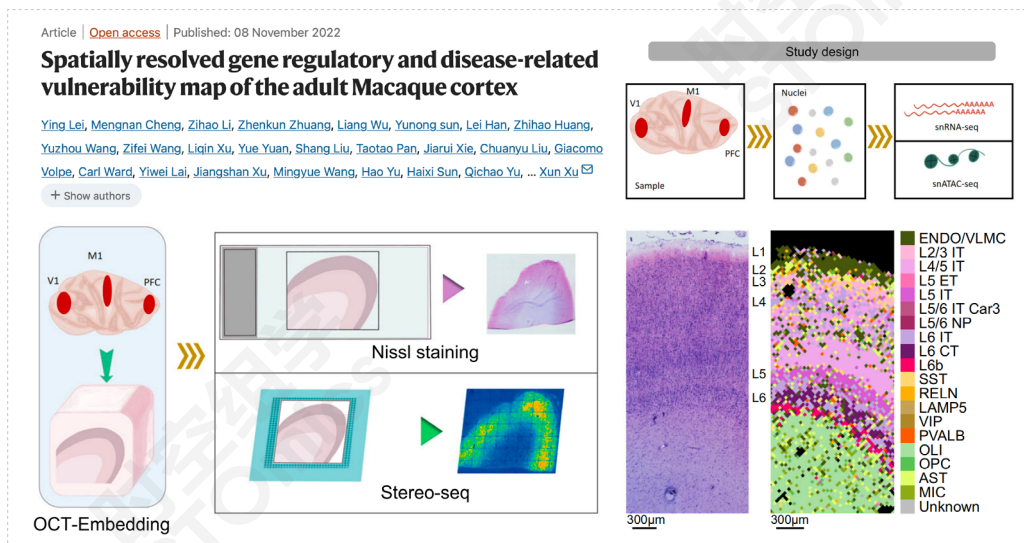 Article | Open access | Published: 08 November 2022
Spatially resolved gene regulatory and disease-related
vulnerability map of the adult Macaque cortex
Ying Lei, Mengnan Cheng, Zihao Li, Zhenkun Zhuang, Liang Wu, Yunong sun, Lei Han, Zhihao Huang,
Yuzhou Wang, Zifei Wang, Liqin Xu, Yue Yuan, Shang Liu, Taotao Pan, Jiarui Xie, Chuanyu Liu, Giacomo
Volpe, Carl Ward, Yiwei Lai, Jiangshan Xu, Mingyue Wang, Hao Yu, Haixi Sun, Qichao Yu, ... Xun Xu
+ Show authors
Study design
V1
M1
PFC
Sample
Nuclei
AAAAAA
AAAAAA
snRNA-seq
snATAC-seq
M1
V1
PFC
OCT-Embedding
Nissl staining
Stereo-seq
L1
L2
L3
L4
L5
L6
300μm
300μm
ENDO/VLMC
L2/3 IT
L4/5 IT
L5 ET
L5 IT
L5/6 IT Car3
L5/6 NP
L6 IT
L6 CT
L6b
SST
RELN
LAMP5
VIP
PVALB
OLI
OPC
AST
MIC
Unknown